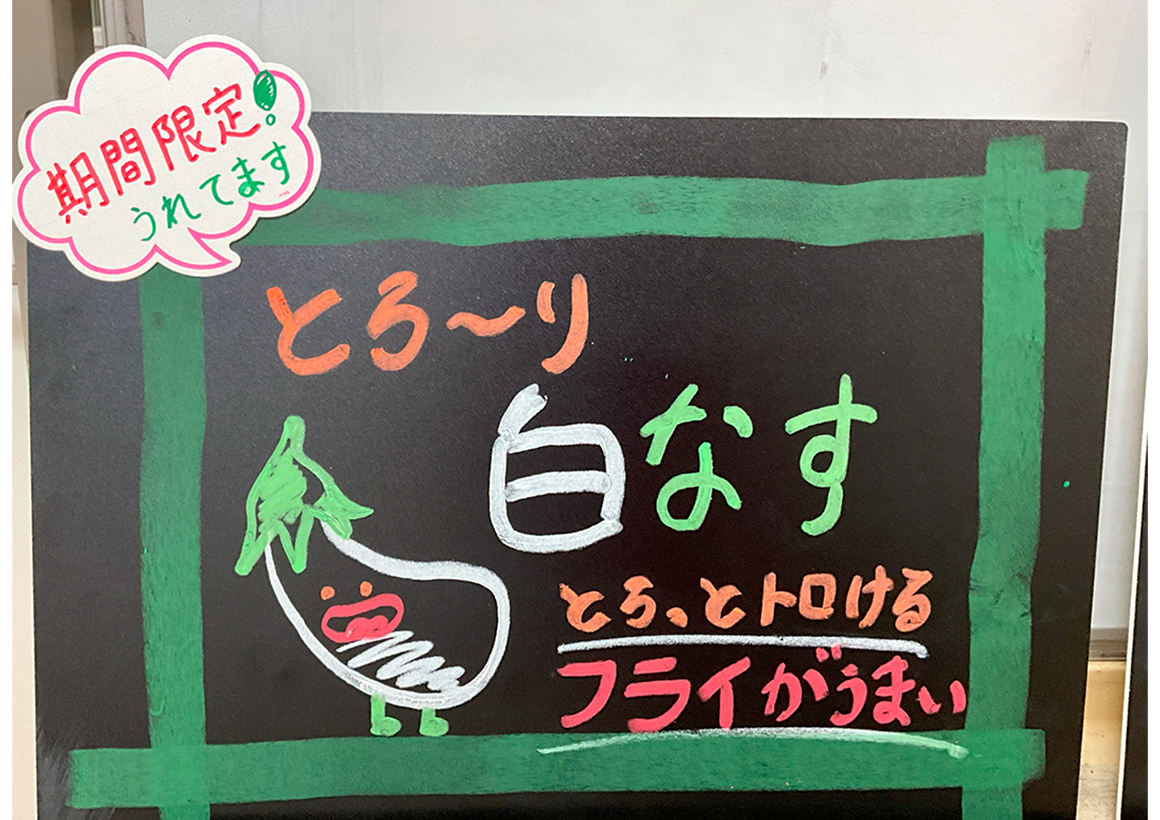 期間限定!
うれてます
とろ〜り
白なす
とろっとトロける
フライがうまい